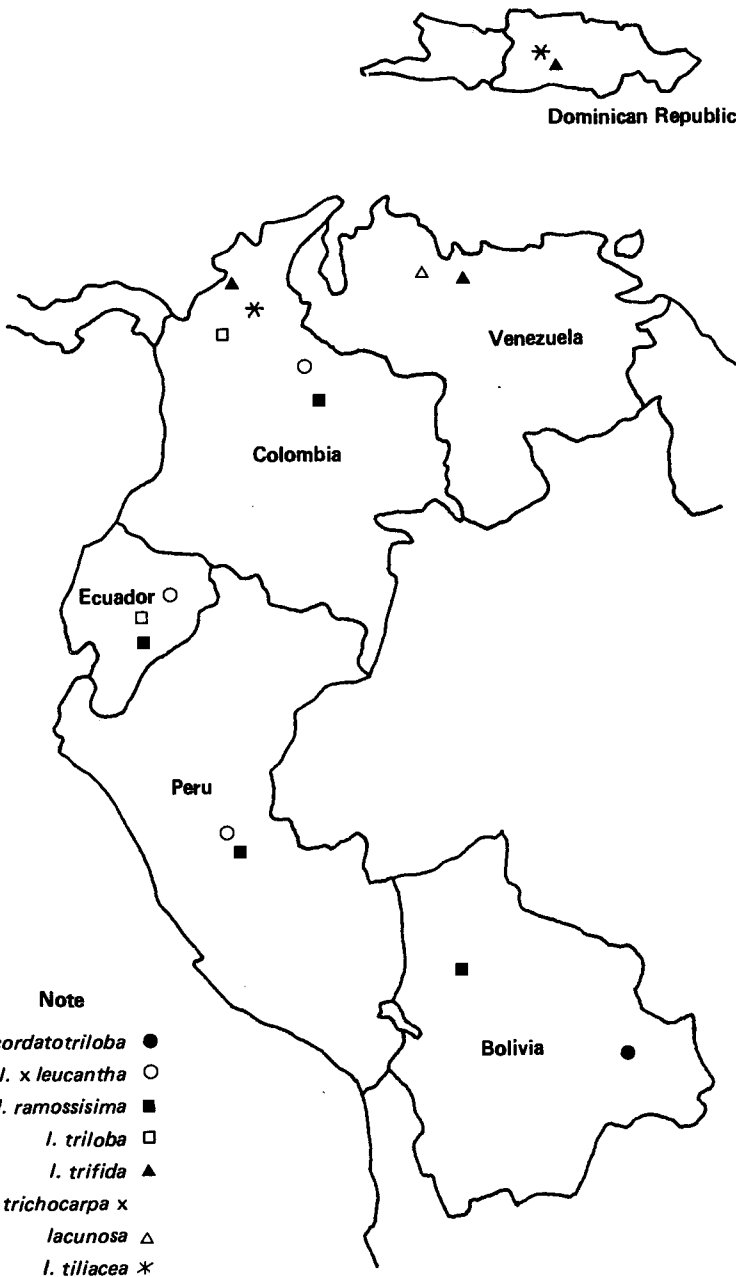 Dominican Republic
Venezuela
Colombia
Ecuador
Peru
Bolivia
Note
cordatotriloba ●
I. x leucantha ○
I. ramossisima ■
I. triloba □
I. trifida ▲
trichocarpa x
lacunosa △
I. tiliacea ⚹